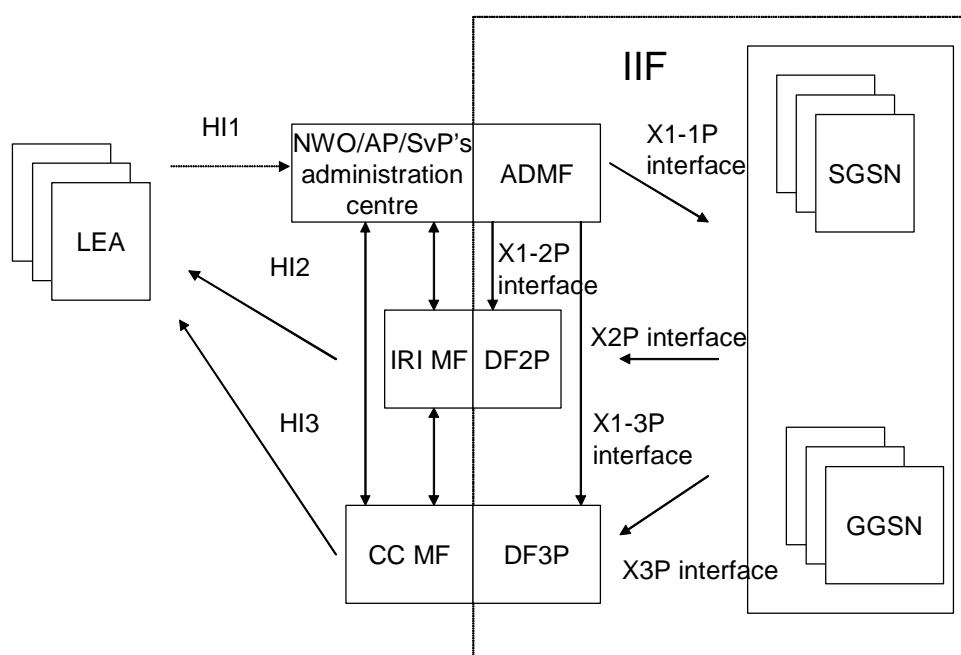 IIF
HI1
NWO/AP/SvP's
administration
centre
ADMF
X1-1P
interface
SGSN
LEA
HI2
X1-2P
interface
IRI MF
DF2P
X2P interface
HI3
X1-3P
interface
CC MF
DF3P
GGSN
X3P interface